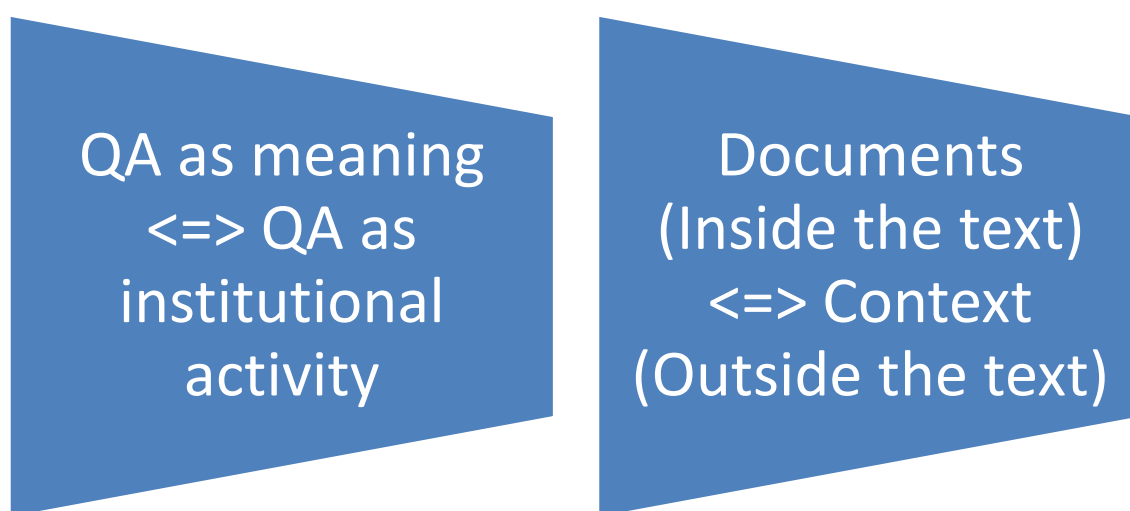 QA as meaning
<=> QA as
institutional
activity
Documents
(Inside the text)
<=> Context
(Outside the text)